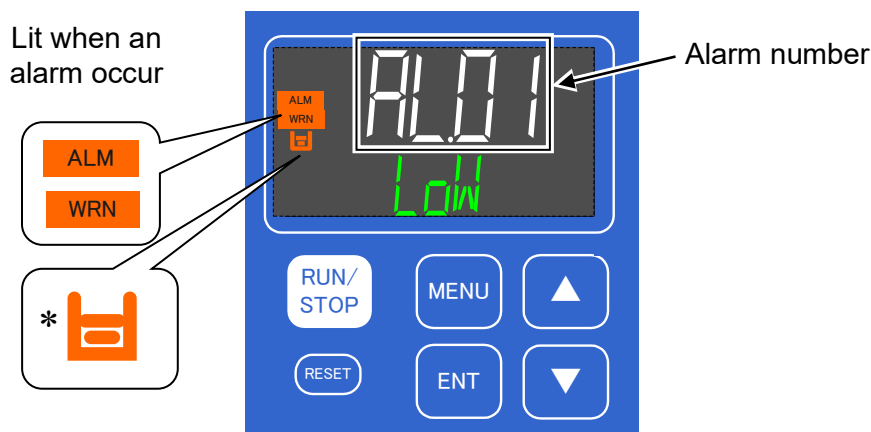 Lit when an
alarm occur
ALM
WRN
*
ALM
WRN
AL.01
LoW
Alarm number
RUN/
STOP
MENU
▲
RESET
ENT
▼